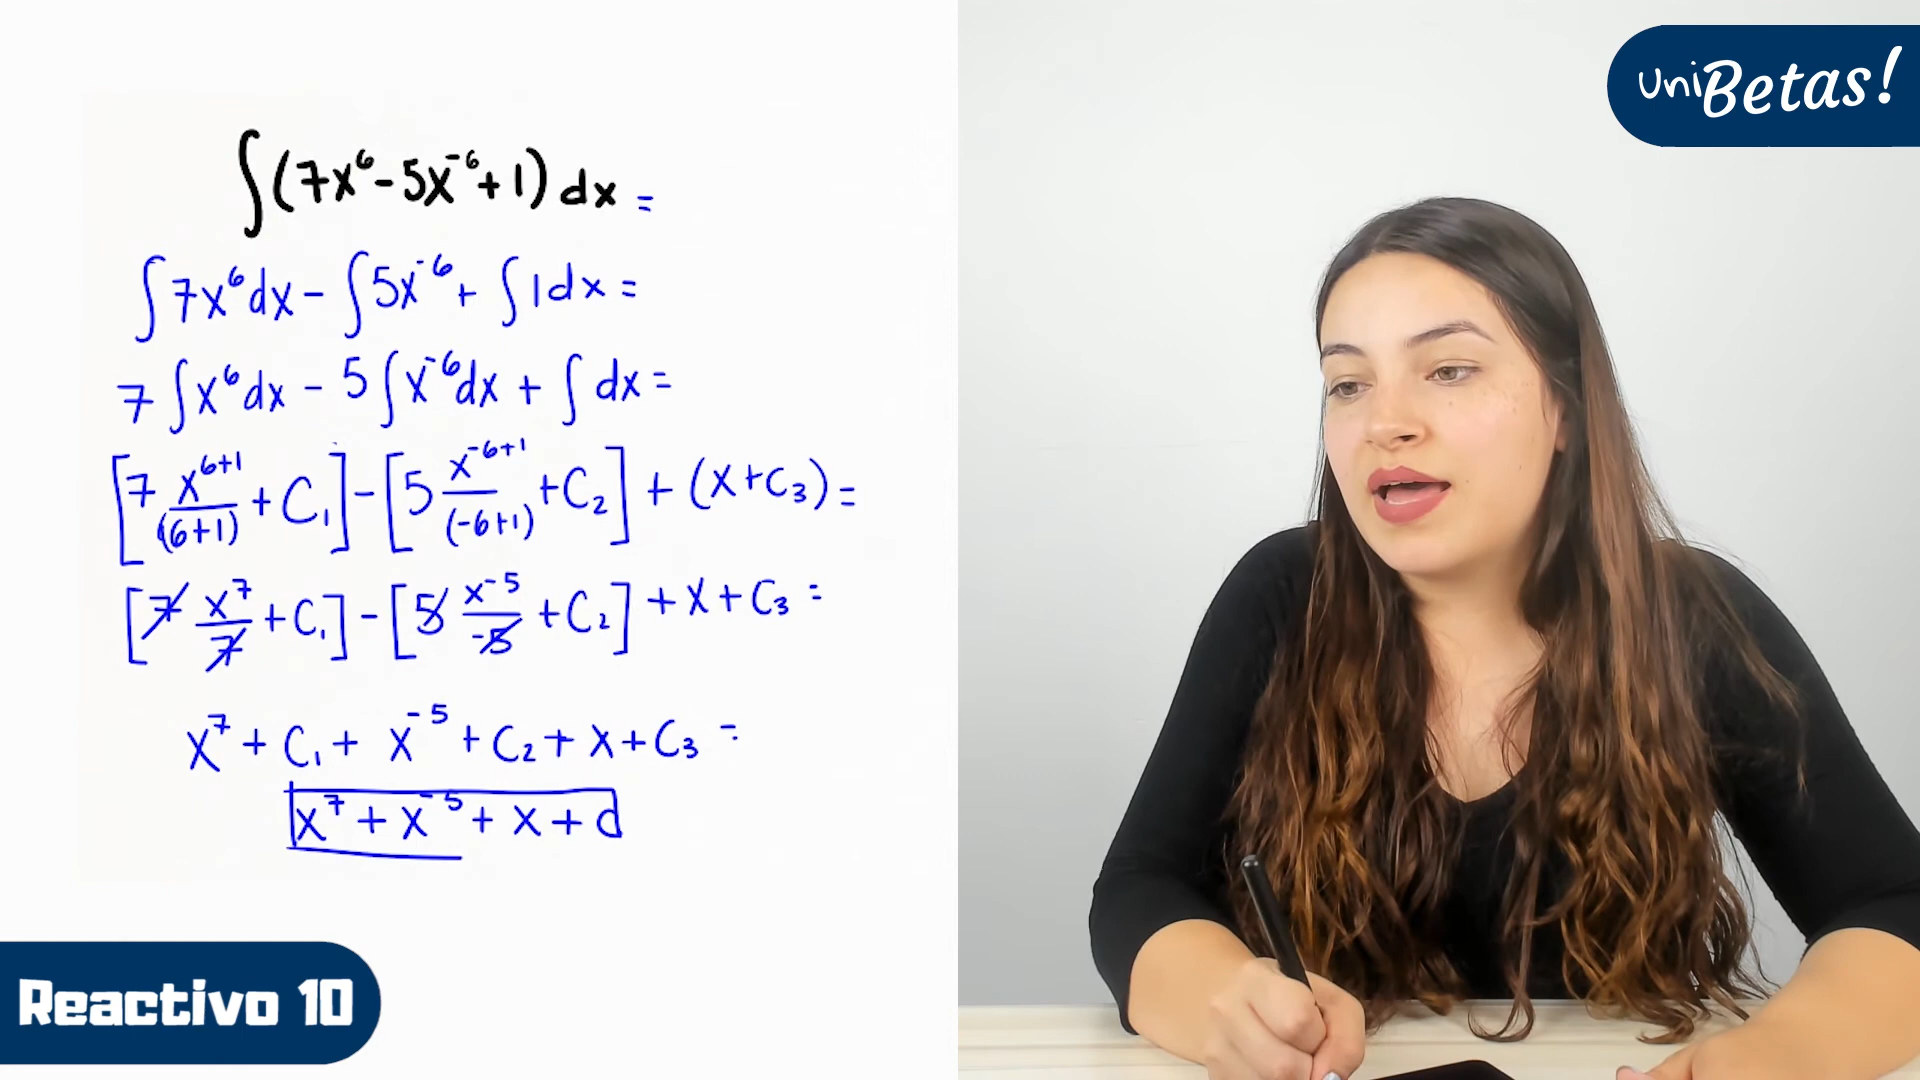 ∫(7x⁶-5x⁻⁶+1)dx =
∫7x⁶dx - ∫5x⁻⁶ + ∫1dx =
7∫x⁶dx - 5∫x⁻⁶dx + ∫dx =
[7 x⁶⁺¹/(6+1) + C₁] - [5 x⁻⁶⁺¹/(-6+1) + C₂] + (x+C₃) =
[7 x⁷/7 + C₁] - [5 x⁻⁵/-5 + C₂] + x + C₃ =
x⁷ + C₁ + x⁻⁵ + C₂ + x + C₃ =
x⁷ + x⁻⁵ + x + C
UniBetas!
Reactivo 10